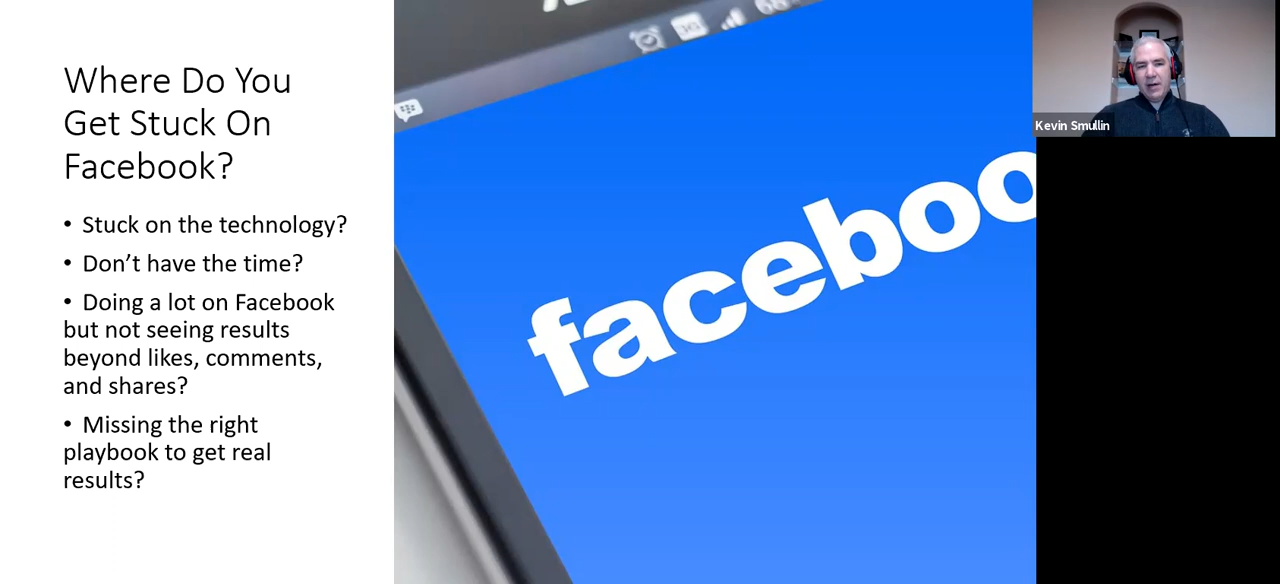 Where Do You
Get Stuck On
Facebook?
• Stuck on the technology?
• Don’t have the time?
• Doing a lot on Facebook
but not seeing results
beyond likes, comments,
and shares?
• Missing the right
playbook to get real
results?
3G
faceboo
Kevin Smullin